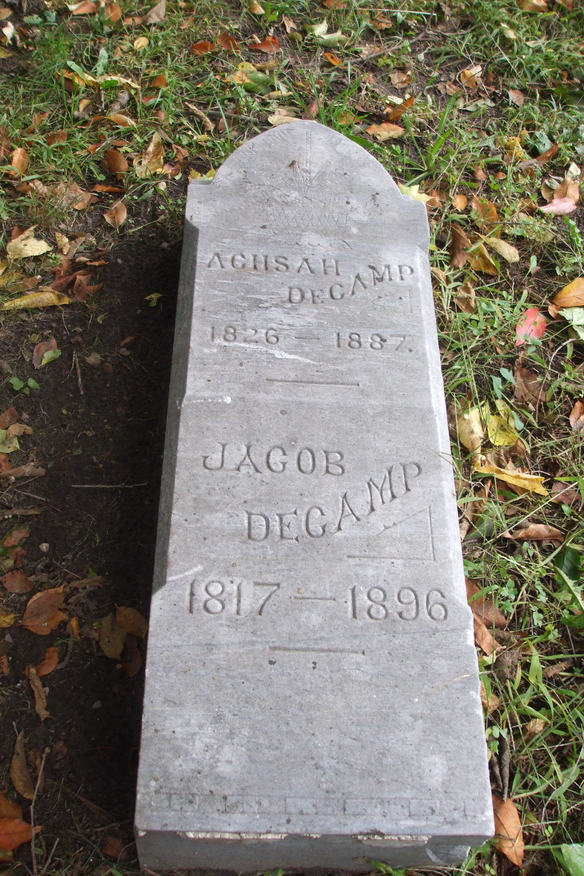 ACHSAH
DECAMP
1826 — 1887.
JACOB
DECAMP
1817 — 1896